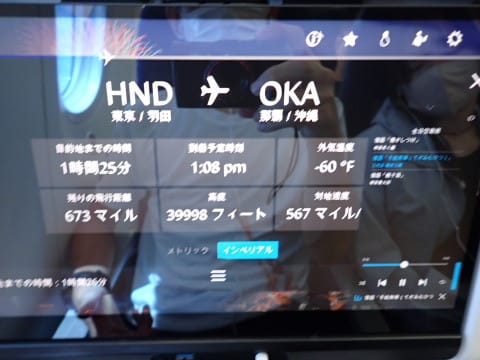 HND
OKA
東京 / 羽田
那覇 / 沖縄
目的地までの時間
到着予定時刻
外気温度
1時間25分
1:08 pm
-60 °F
残りの飛行距離
高度
対地速度
673 マイル
39998 フィート
567 マイル/
メトリック
インペリアル
までの時間 : 1時間26分